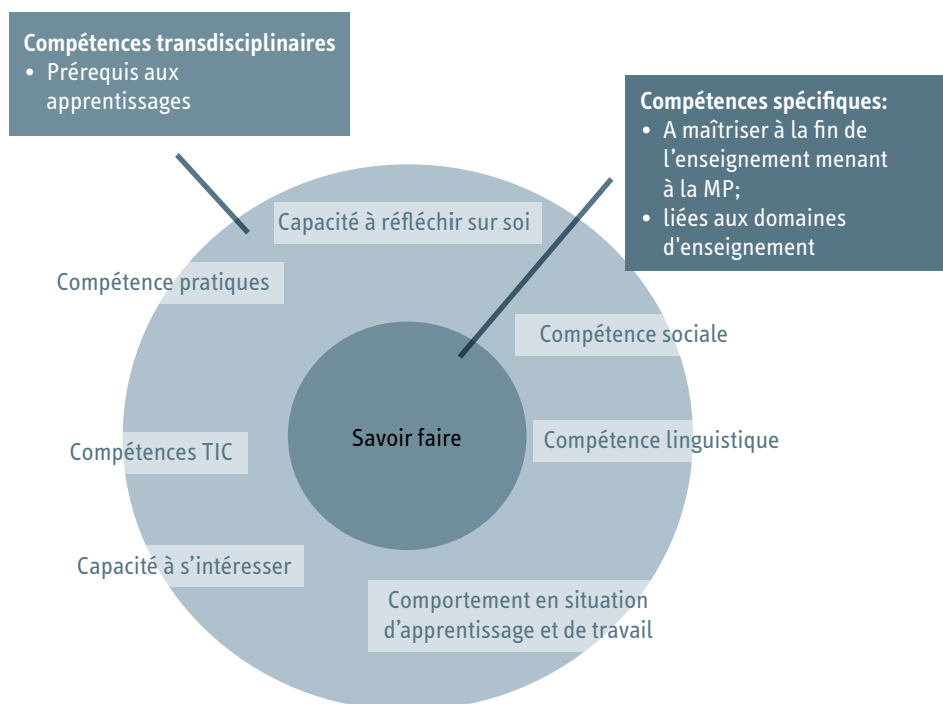 Compétences transdisciplinaires
• Prérequis aux
apprentissages
Compétences spécifiques:
• A maîtriser à la fin de
l'enseignement menant
à la MP;
• liées aux domaines
d'enseignement
Capacité à réfléchir sur soi
Compétence pratiques
Compétence sociale
Savoir faire
Compétence linguistique
Compétences TIC
Capacité à s'intéresser
Comportement en situation
d'apprentissage et de travail